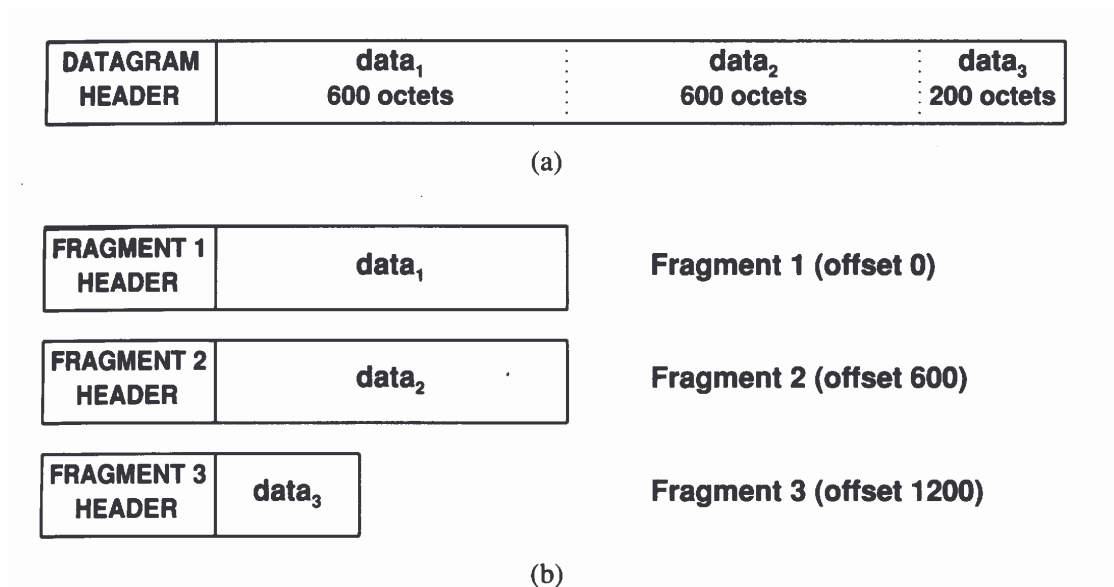 DATAGRAM HEADER
data₁ 600 octets
data₂ 600 octets
data₃ 200 octets
(a)
FRAGMENT 1 HEADER
data₁
Fragment 1 (offset 0)
FRAGMENT 2 HEADER
data₂
Fragment 2 (offset 600)
FRAGMENT 3 HEADER
data₃
Fragment 3 (offset 1200)
(b)